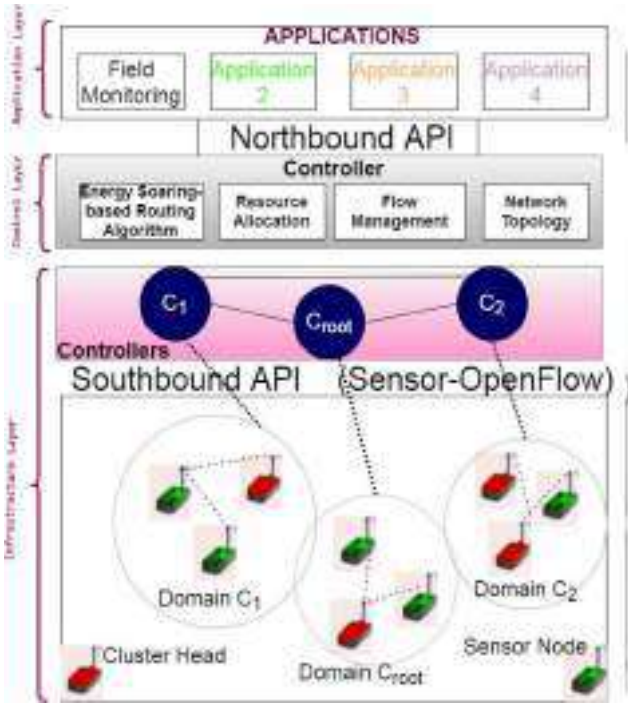 Application Layer
APPLICATIONS
Field
Monitoring
Application
2
Application
3
Application
4
Northbound API
Control Layer
Controller
Energy Soaring-
based Routing
Algorithm
Resource
Allocation
Flow
Management
Network
Topology
Infrastructure Layer
C1
Croot
C2
Controllers
Southbound API (Sensor-OpenFlow)
Domain C1
Domain Croot
Domain C2
Cluster Head
Sensor Node